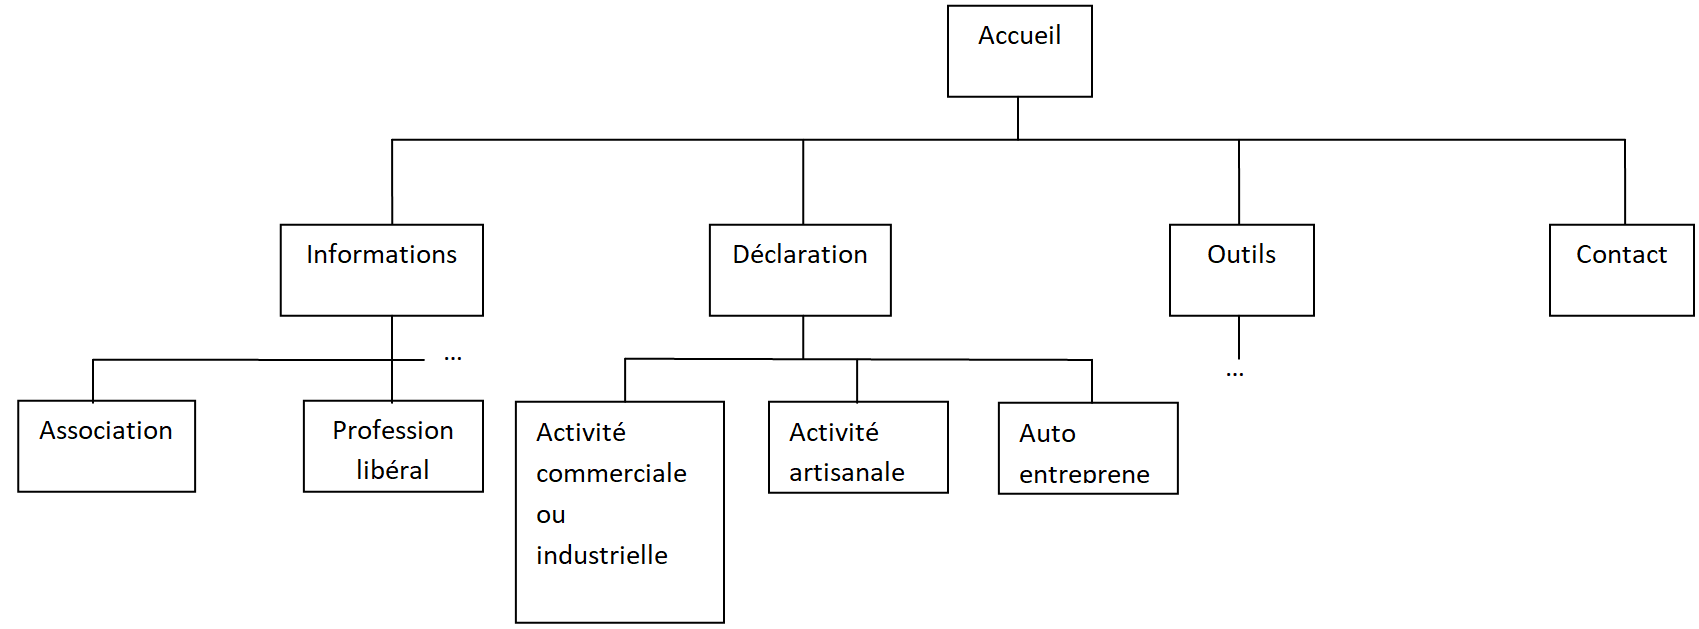 Accueil
Informations
Déclaration
Outils
Contact
...
...
Association
Profession
libéral
Activité
commerciale
ou
industrielle
Activité
artisanale
Auto
entreprene